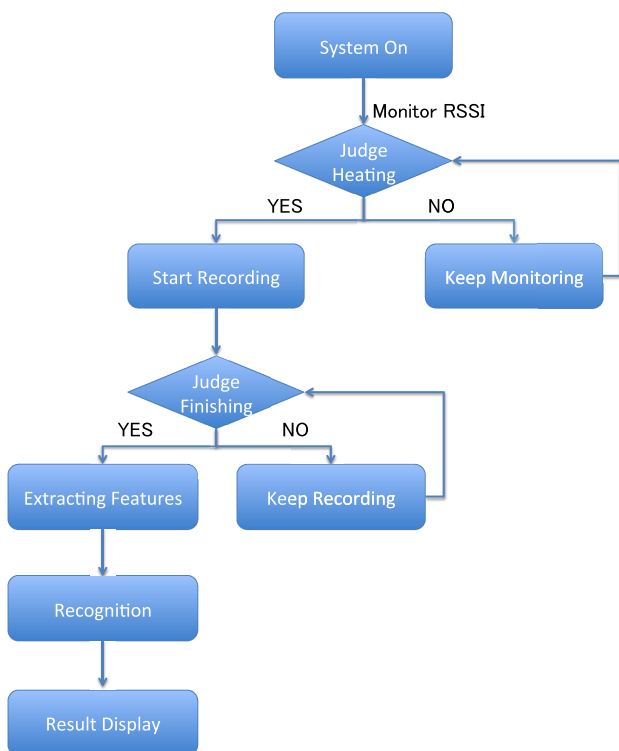 System On
Monitor RSSI
Judge
Heating
YES
NO
Start Recording
Keep Monitoring
Judge
Finishing
YES
NO
Extracting Features
Keep Recording
Recognition
Result Display